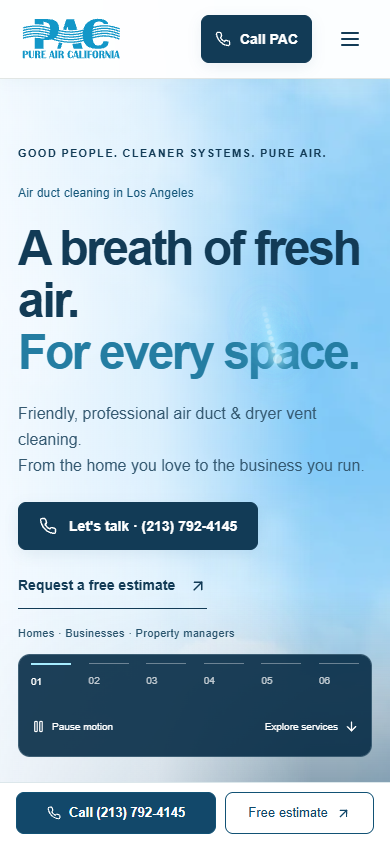 PAC
PURE AIR CALIFORNIA
Call PAC
GOOD PEOPLE. CLEANER SYSTEMS. PURE AIR.
Air duct cleaning in Los Angeles
A breath of fresh
air.
For every space.
Friendly, professional air duct & dryer vent
cleaning.
From the home you love to the business you run.
Let's talk · (213) 792-4145
Request a free estimate
Homes · Businesses · Property managers
01 02 03 04 05 06
Pause motion Explore services
Call (213) 792-4145 Free estimate